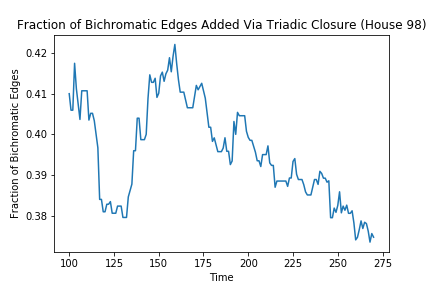 Fraction of Bichromatic Edges Added Via Triadic Closure (House 98)
Fraction of Bichromatic Edges
0.42
0.41
0.40
0.39
0.38
100 125 150 175 200 225 250 275
Time